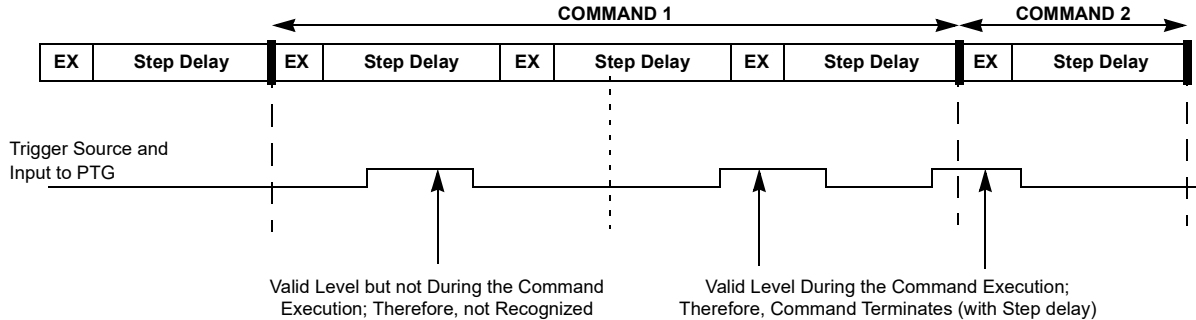 COMMAND 1
COMMAND 2
EX
Step Delay
EX
Step Delay
EX
Step Delay
EX
Step Delay
EX
Step Delay
Trigger Source and
Input to PTG
Valid Level but not During the Command
Execution; Therefore, not Recognized
Valid Level During the Command Execution;
Therefore, Command Terminates (with Step delay)